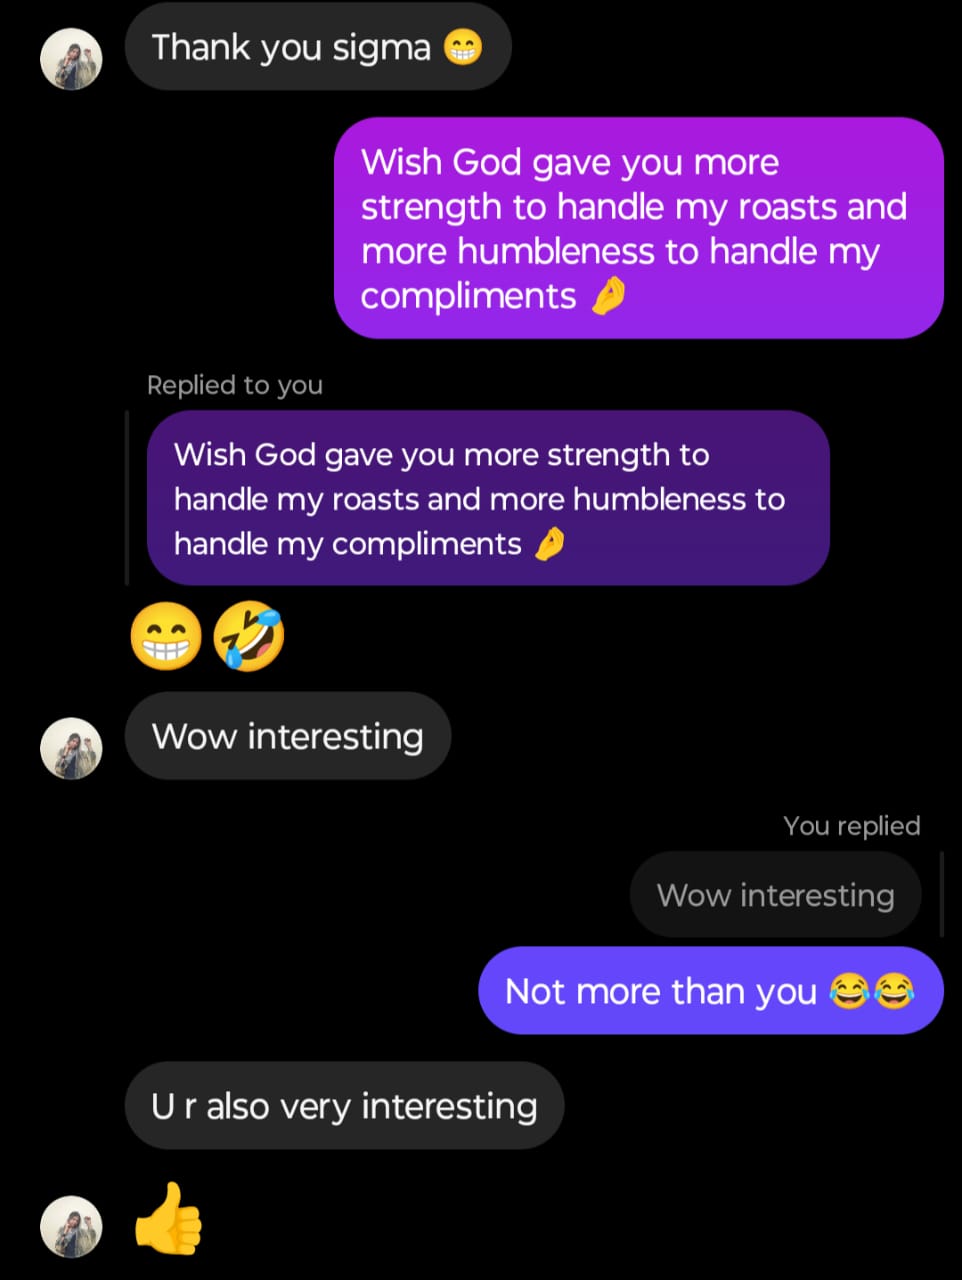 Thank you sigma 😁
Wish God gave you more
strength to handle my roasts and
more humbleness to handle my
compliments 🤌
Replied to you
Wish God gave you more strength to
handle my roasts and more humbleness to
handle my compliments 🤌
😁🤣
Wow interesting
You replied
Wow interesting
Not more than you 😂😂
U r also very interesting
👍